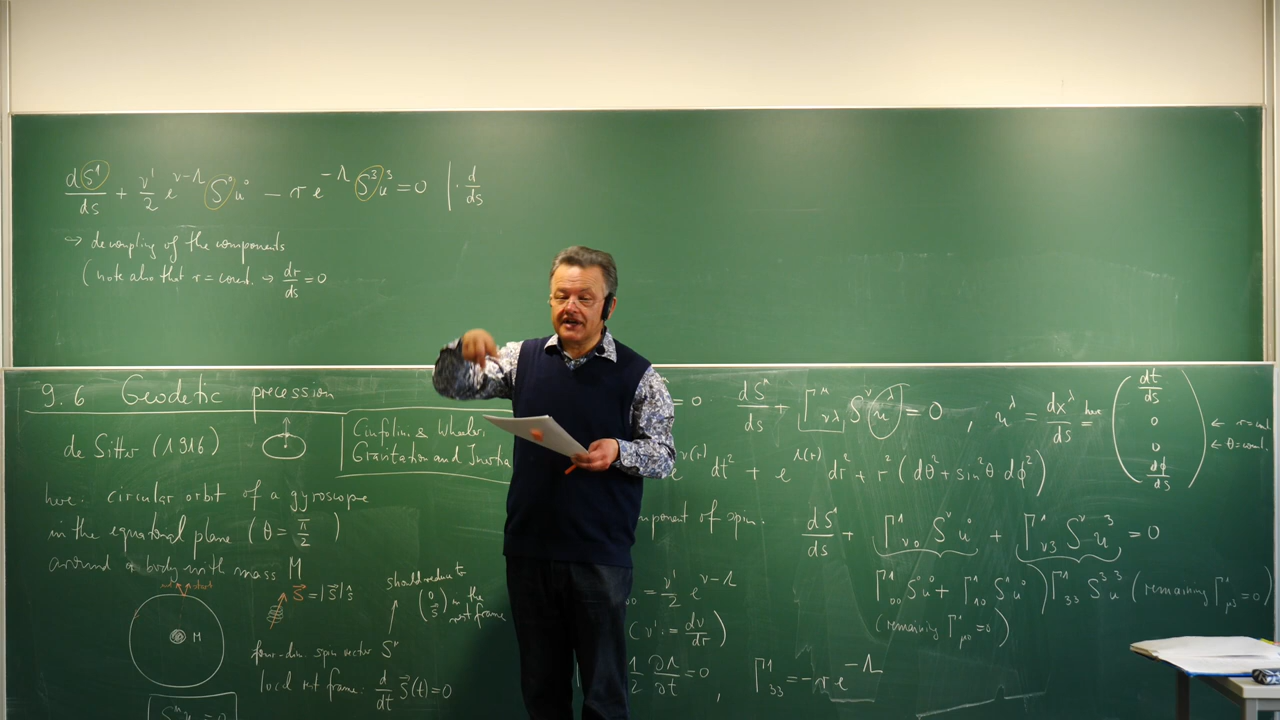 dS¹/ds + ν'/2 e^(ν-Λ) S⁰u⁰ - r e^(-Λ) S³u³ = 0 | · d/ds
→ decoupling of the components
(note also that r = const. → dr/ds = 0
9.6 Geodetic precession
de Sitter (1916)
Ciufolini & Wheeler,
Gravitation and Inertia
here: circular orbit of a gyroscope
in the equatorial plane (θ = π/2)
around a body with mass M
M
S⃗ = |S⃗| ŝ
should reduce to
(0 s⃗) in the
rest frame
four-dim. spin vector S^μ
local rest frame: d/dt S⃗(t) = 0
S^μ u_μ = 0
= 0
dS^μ/ds + Γ^μ_νλ S^ν u^λ = 0 , u^λ = dx^λ/ds = here (dt/ds 0 0 dφ/ds)
← r = const.
← θ = const.
e^ν(r) dt² + e^λ(r) dr² + r² (dθ² + sin²θ dφ²)
component of spin: dS¹/ds + Γ¹_ν0 S^ν u⁰ + Γ¹_ν3 S^ν u³ = 0
Γ¹_00 S⁰u⁰ + Γ¹_10 S¹u⁰ Γ¹_33 S³u³ (remaining Γ¹_μ3 = 0)
(remaining Γ¹_μ0 = 0)
= ν'/2 e^(ν-Λ)
(ν' := dν/dr)
1/2 ∂Λ/∂t = 0 , Γ¹_33 = -r e^(-Λ)